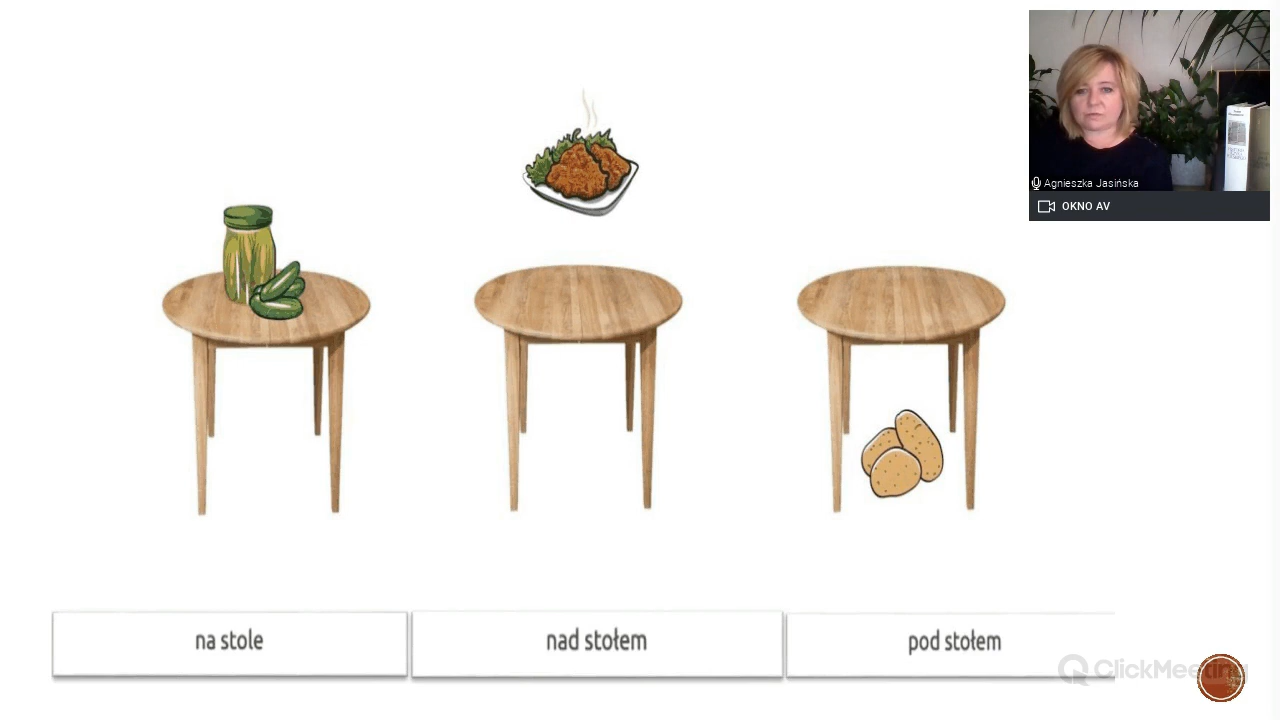 Agnieszka Jasińska
OKNO AV
na stole
nad stołem
pod stołem
ClickMeeting